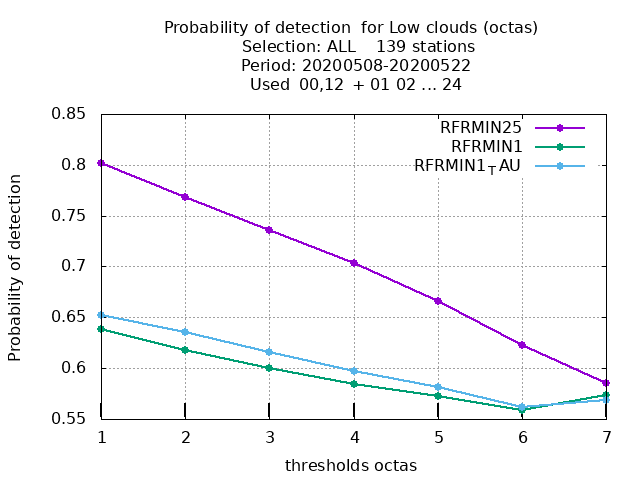 Probability of detection  for Low clouds (octas)
Selection: ALL    139 stations
Period: 20200508-20200522
Used  00,12  + 01 02 ... 24
0.85
0.8
0.75
0.7
0.65
0.6
0.55
Probability of detection
RFRMIN25
RFRMIN1
RFRMIN1TAU
1 2 3 4 5 6 7
thresholds octas